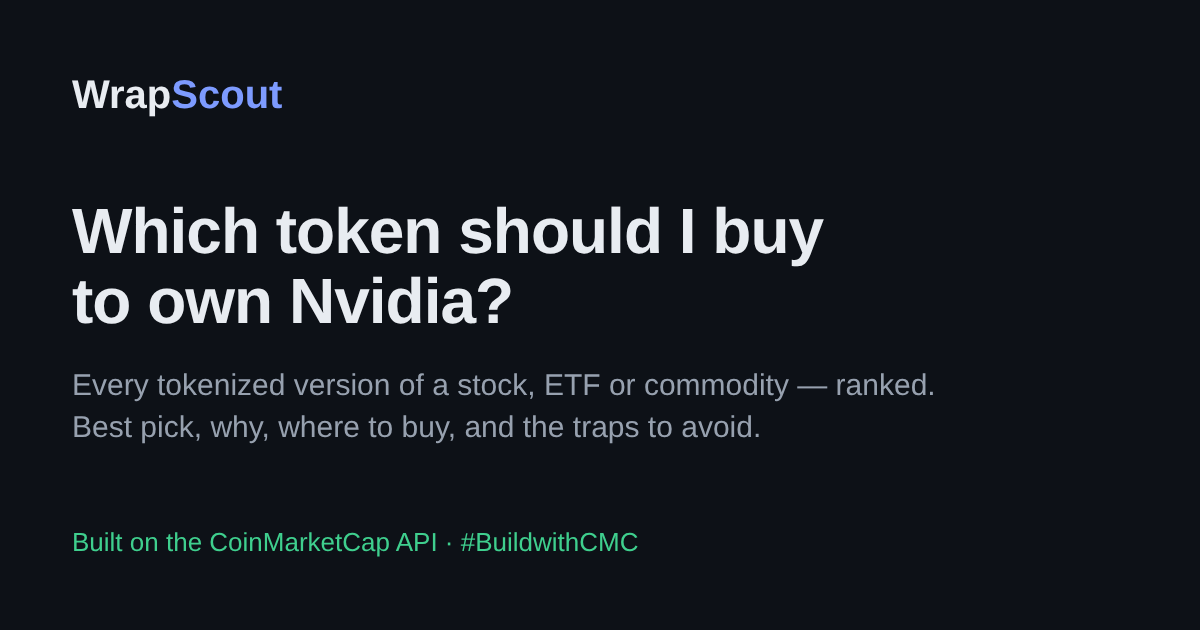 WrapScout
Which token should I buy
to own Nvidia?
Every tokenized version of a stock, ETF or commodity — ranked.
Best pick, why, where to buy, and the traps to avoid.
Built on the CoinMarketCap API · #BuildwithCMC